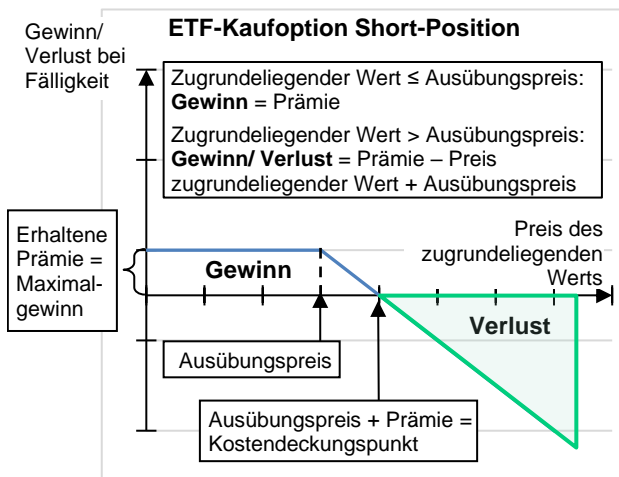 ETF-Kaufoption Short-Position
Gewinn/
Verlust bei
Fälligkeit
Zugrundeliegender Wert ≤ Ausübungspreis:
Gewinn = Prämie
Zugrundeliegender Wert > Ausübungspreis:
Gewinn/ Verlust = Prämie – Preis
zugrundeliegender Wert + Ausübungspreis
Erhaltene
Prämie =
Maximal-
gewinn
Gewinn
Preis des
zugrundeliegenden
Werts
Verlust
Ausübungspreis
Ausübungspreis + Prämie =
Kostendeckungspunkt